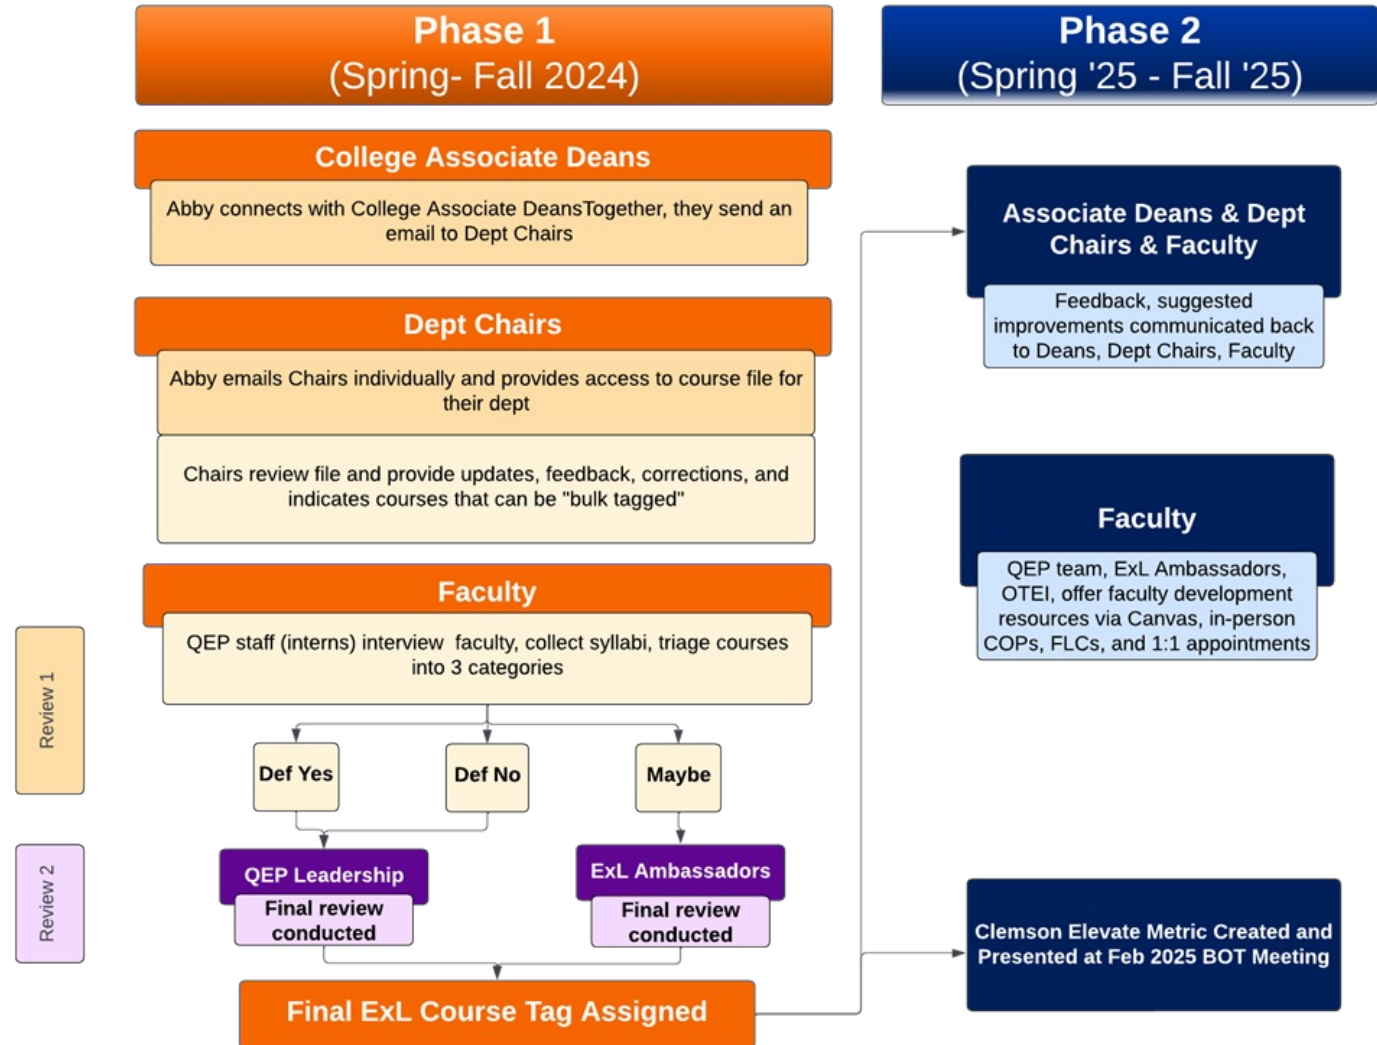 Phase 1
(Spring- Fall 2024)
College Associate Deans
Abby connects with College Associate DeansTogether, they send an
email to Dept Chairs
Dept Chairs
Abby emails Chairs individually and provides access to course file for
their dept
Chairs review file and provide updates, feedback, corrections, and
indicates courses that can be "bulk tagged"
Faculty
QEP staff (interns) interview faculty, collect syllabi, triage courses
into 3 categories
Review 1
Def Yes
Def No
Maybe
Review 2
QEP Leadership
Final review
conducted
ExL Ambassadors
Final review
conducted
Final ExL Course Tag Assigned
Phase 2
(Spring '25 - Fall '25)
Associate Deans & Dept
Chairs & Faculty
Feedback, suggested
improvements communicated back
to Deans, Dept Chairs, Faculty
Faculty
QEP team, ExL Ambassadors,
OTEI, offer faculty development
resources via Canvas, in-person
COPs, FLCs, and 1:1 appointments
Clemson Elevate Metric Created and
Presented at Feb 2025 BOT Meeting